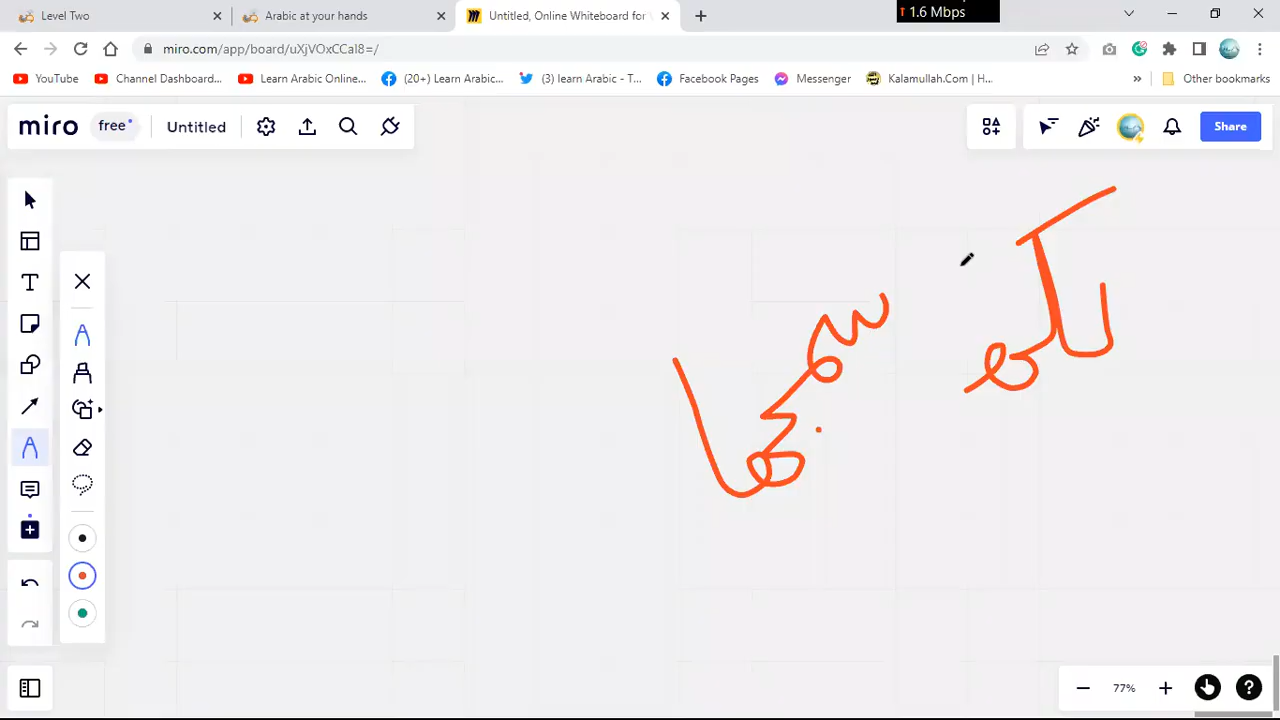 Level Two
Arabic at your hands
Untitled, Online Whiteboard for
1.6 Mbps
miro.com/app/board/uXjVOxCCal8=/
YouTube
Channel Dashboard...
Learn Arabic Online...
(20+) Learn Arabic...
(3) learn Arabic - T...
Facebook Pages
Messenger
Kalamullah.Com | H...
» Other bookmarks
miro
free
Untitled
Share
77%